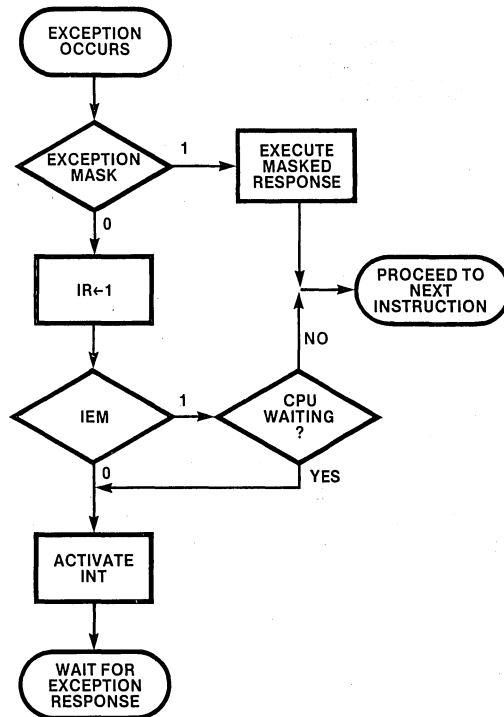 EXCEPTION
OCCURS
EXCEPTION
MASK
1
EXECUTE
MASKED
RESPONSE
0
IR←1
PROCEED TO
NEXT
INSTRUCTION
NO
IEM
1
CPU
WAITING
?
0
YES
ACTIVATE
INT
WAIT FOR
EXCEPTION
RESPONSE